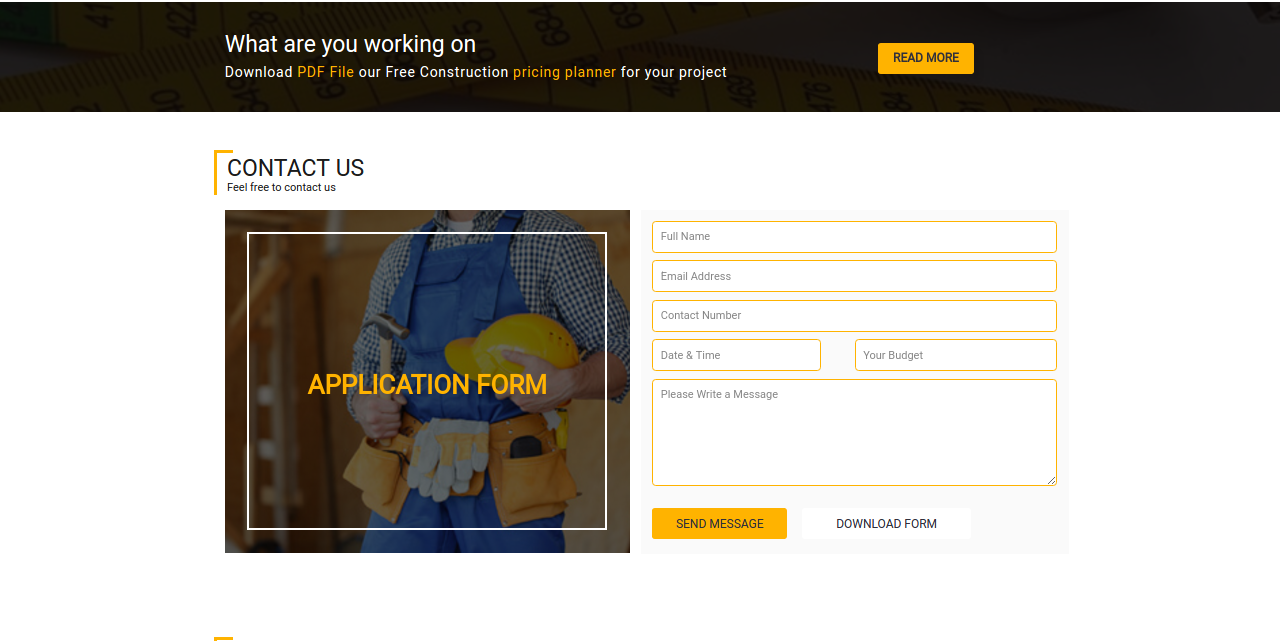 What are you working on
Download PDF File our Free Construction pricing planner for your project
READ MORE
CONTACT US
Feel free to contact us
APPLICATION FORM
Full Name
Email Address
Contact Number
Date & Time
Your Budget
Please Write a Message
SEND MESSAGE
DOWNLOAD FORM